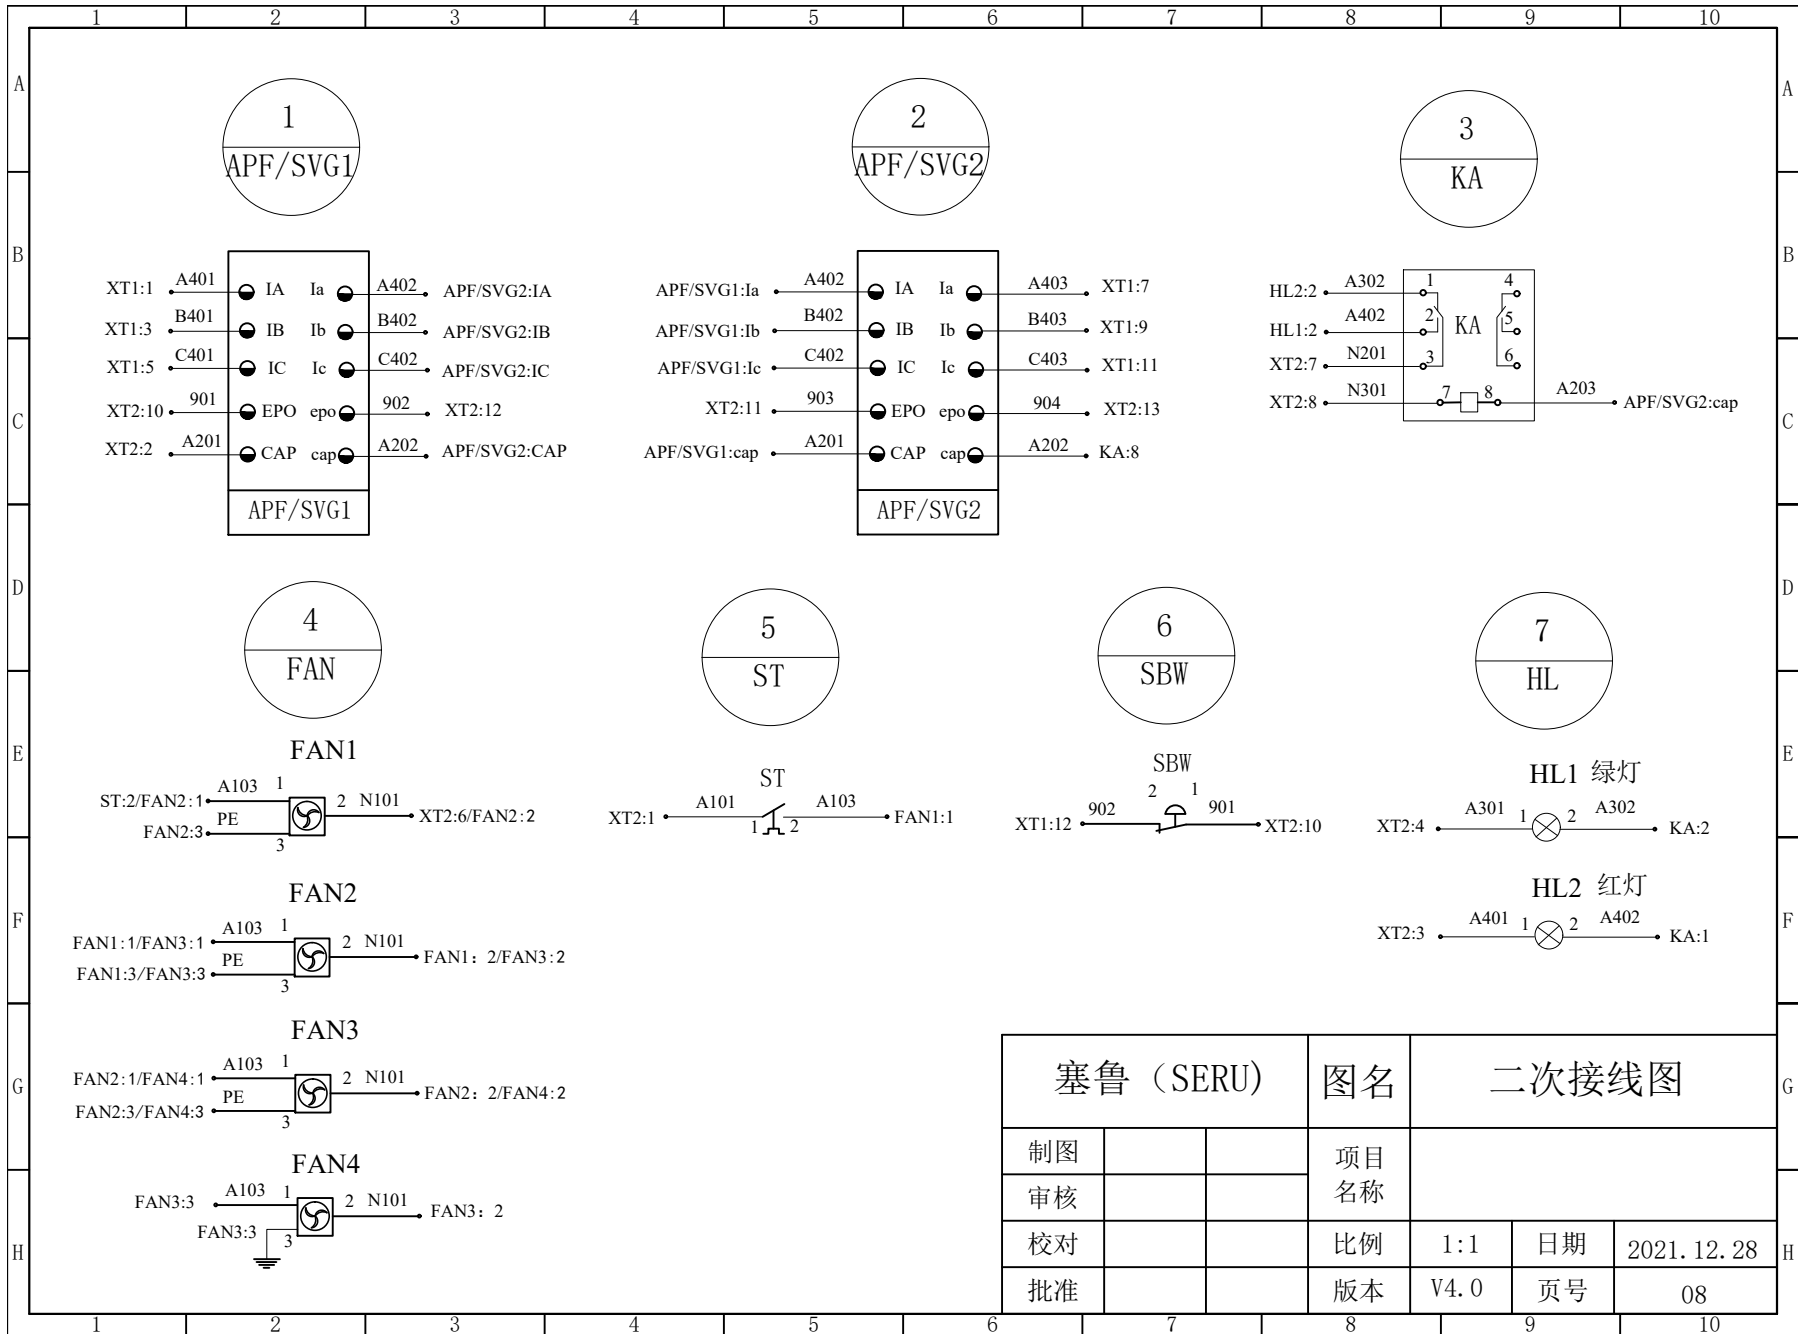 1 2 3 4 5 6 7 8 9 10
A A
B B
C C
D D
E E
F F
G G
H H
1
APF/SVG1
XT1:1 A401 IA Ia A402 APF/SVG2:IA
XT1:3 B401 IB Ib B402 APF/SVG2:IB
XT1:5 C401 IC Ic C402 APF/SVG2:IC
XT2:10 901 EPO epo 902 XT2:12
XT2:2 A201 CAP cap A202 APF/SVG2:CAP
APF/SVG1
2
APF/SVG2
APF/SVG1:Ia A402 IA Ia A403 XT1:7
APF/SVG1:Ib B402 IB Ib B403 XT1:9
APF/SVG1:Ic C402 IC Ic C403 XT1:11
XT2:11 903 EPO epo 904 XT2:13
APF/SVG1:cap A201 CAP cap A202 KA:8
APF/SVG2
3
KA
HL2:2 A302 1 4
HL1:2 A402 2 KA 5
XT2:7 N201 3 6
XT2:8 N301 7 8 A203 APF/SVG2:cap
4
FAN
FAN1
ST:2/FAN2:1 A103 1 2 N101 XT2:6/FAN2:2
FAN2:3 PE 3
FAN2
FAN1:1/FAN3:1 A103 1 2 N101 FAN1: 2/FAN3:2
FAN1:3/FAN3:3 PE 3
FAN3
FAN2:1/FAN4:1 A103 1 2 N101 FAN2: 2/FAN4:2
FAN2:3/FAN4:3 PE 3
FAN4
FAN3:3 A103 1 2 N101 FAN3: 2
FAN3:3 3
5
ST
ST
XT2:1 A101 1 2 A103 FAN1:1
6
SBW
SBW
XT1:12 902 2 1 901 XT2:10
7
HL
HL1 绿灯
XT2:4 A301 1 2 A302 KA:2
HL2 红灯
XT2:3 A401 1 2 A402 KA:1
塞鲁（SERU) 图名 二次接线图
制图 项目
审核 名称
校对 比例 1:1 日期 2021.12.28
批准 版本 V4.0 页号 08
1 2 3 4 5 6 7 8 9 10